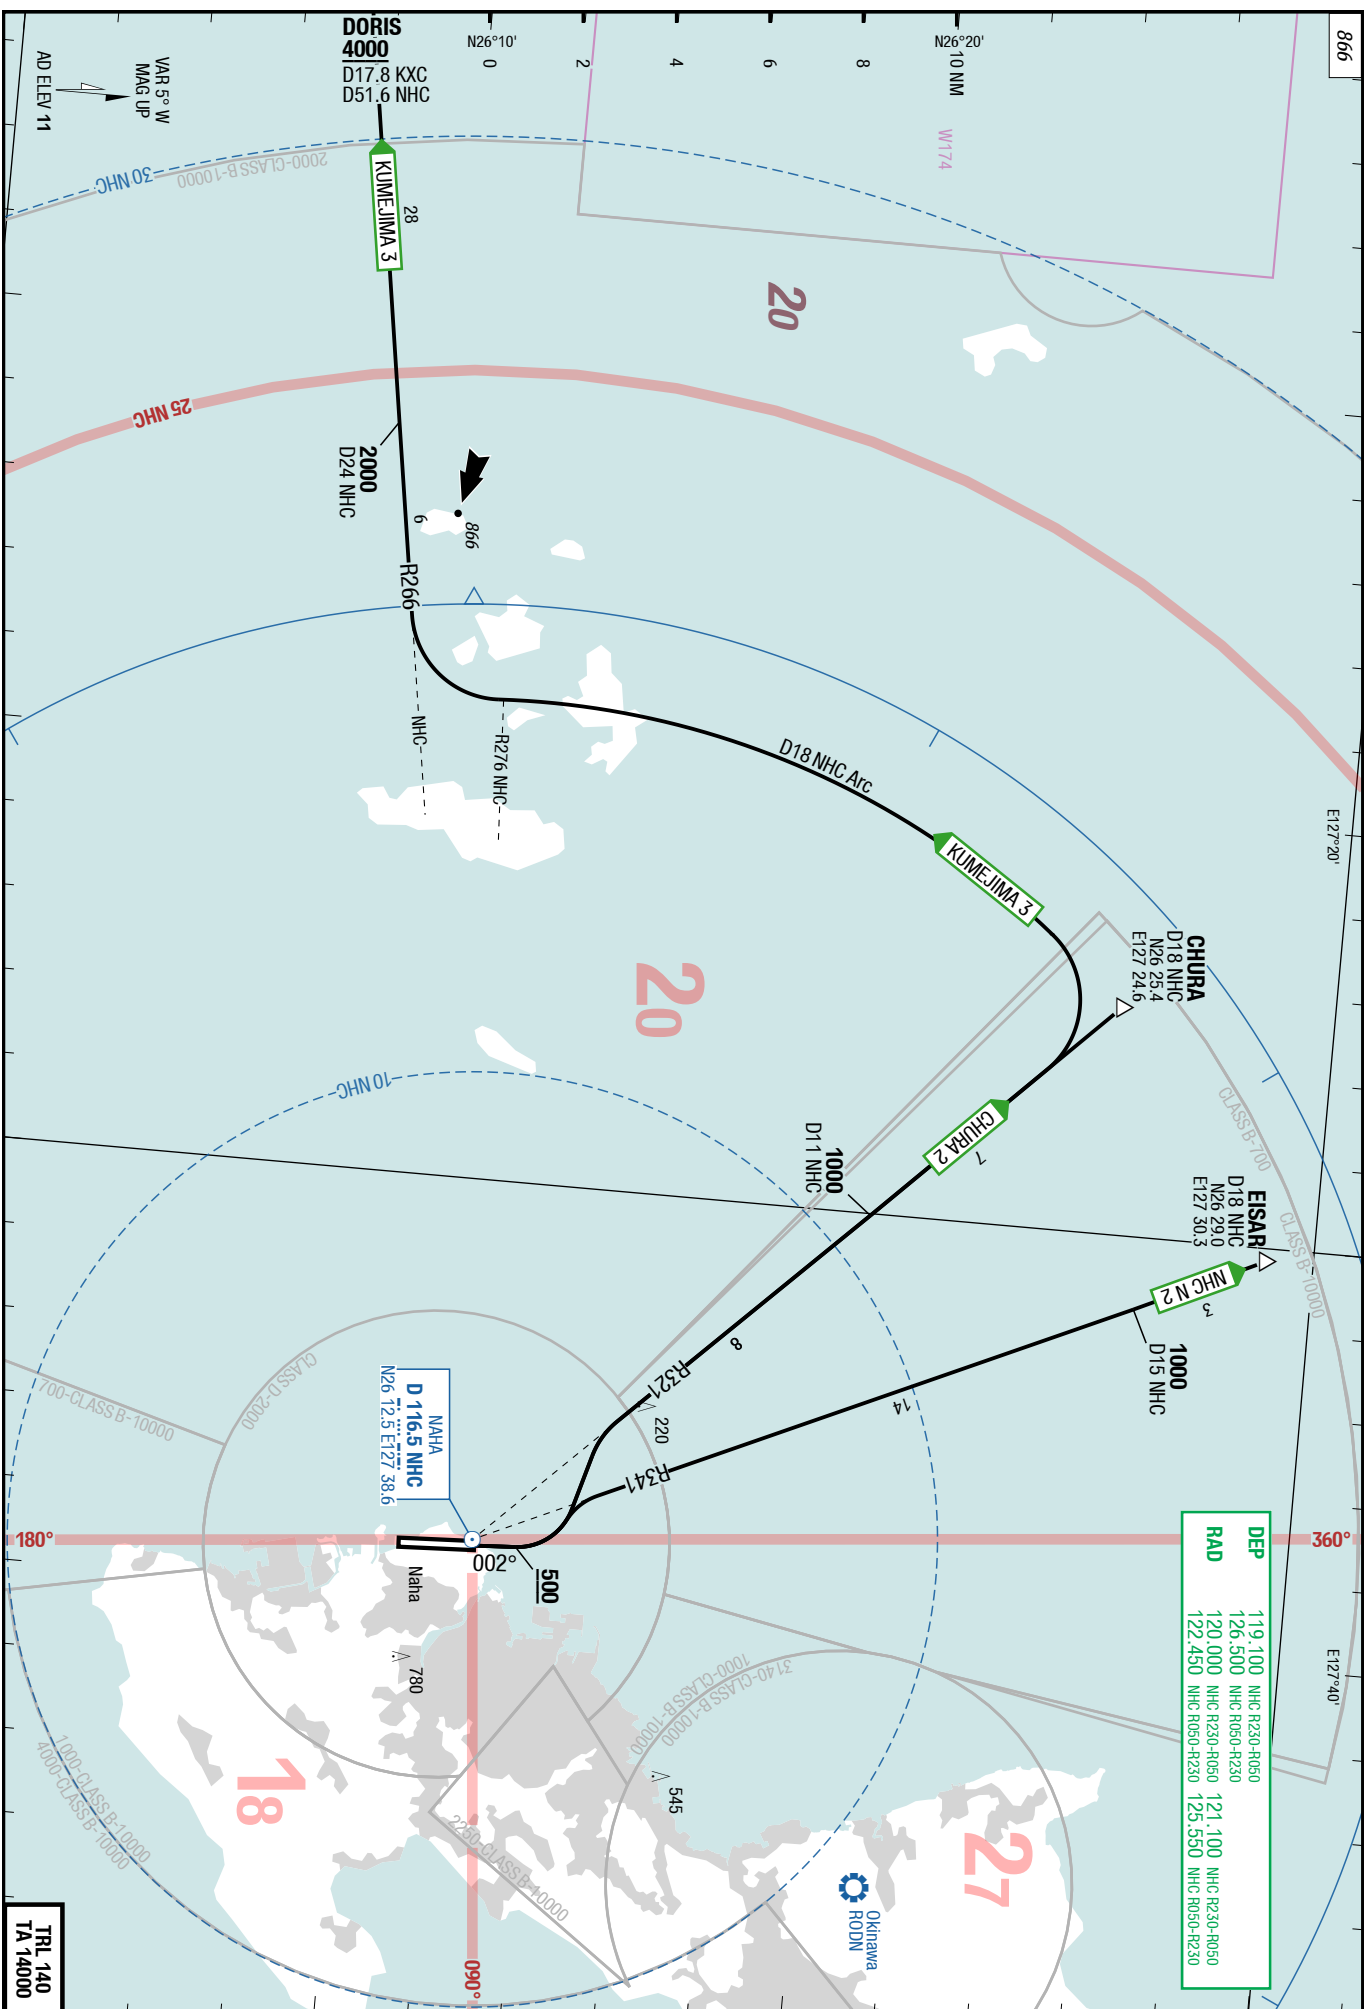 866
DORIS
4000
D17.8 KXC
D51.6 NHC
N26°10'
N26°20'
0
2
4
6
8
10 NM
VAR 5° W
MAG UP
AD ELEV 11
W174
30 NHC
2000-CLASS B-10000
KUMEJIMA 3
28
20
25 NHC
2000
D24 NHC
6
866
R266
NHC
R276 NHC
D18 NHC Arc
KUMEJIMA 3
E127°20'
CHURA
D18 NHC
N26 25.4
E127 24.6
20
10 NHC
CHURA 2
7
1000
D11 NHC
CLASS B-700
CLASS B-10000
EISAR
D18 NHC
N26 29.0
E127 30.3
NHC N 2
3
1000
D15 NHC
8
R321
14
R341
220
CLASS D-2000
700-CLASS B-10000
NAHA
D 116.5 NHC
N26 12.5 E127 38.6
180°
360°
002°
500
Naha
780
090°
DEP 119.100 NHC R230-R050
126.500 NHC R050-R230
RAD 120.000 NHC R230-R050 121.100 NHC R230-R050
122.450 NHC R050-R230 125.550 NHC R050-R230
E127°40'
3140-CLASS B-10000
1000-CLASS B-10000
545
18
27
2250-CLASS B-10000
1000-CLASS B-10000
4000-CLASS B-10000
Okinawa
RODN
TRL 140
TA 14000